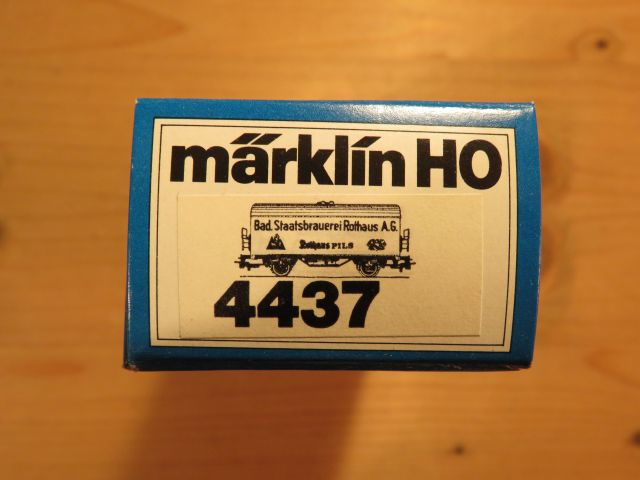 märklin HO
Bad. Staatsbrauerei Rothaus A.G.
Rothaus PILS
4437